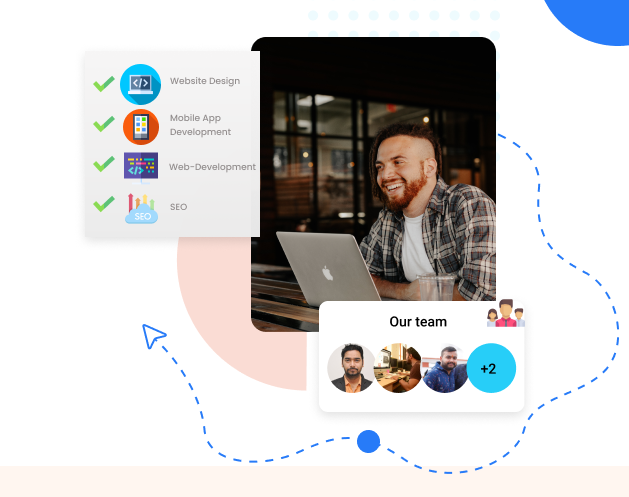 Website Design
Mobile App
Development
Web-Development
SEO
SEO
Our team
+2